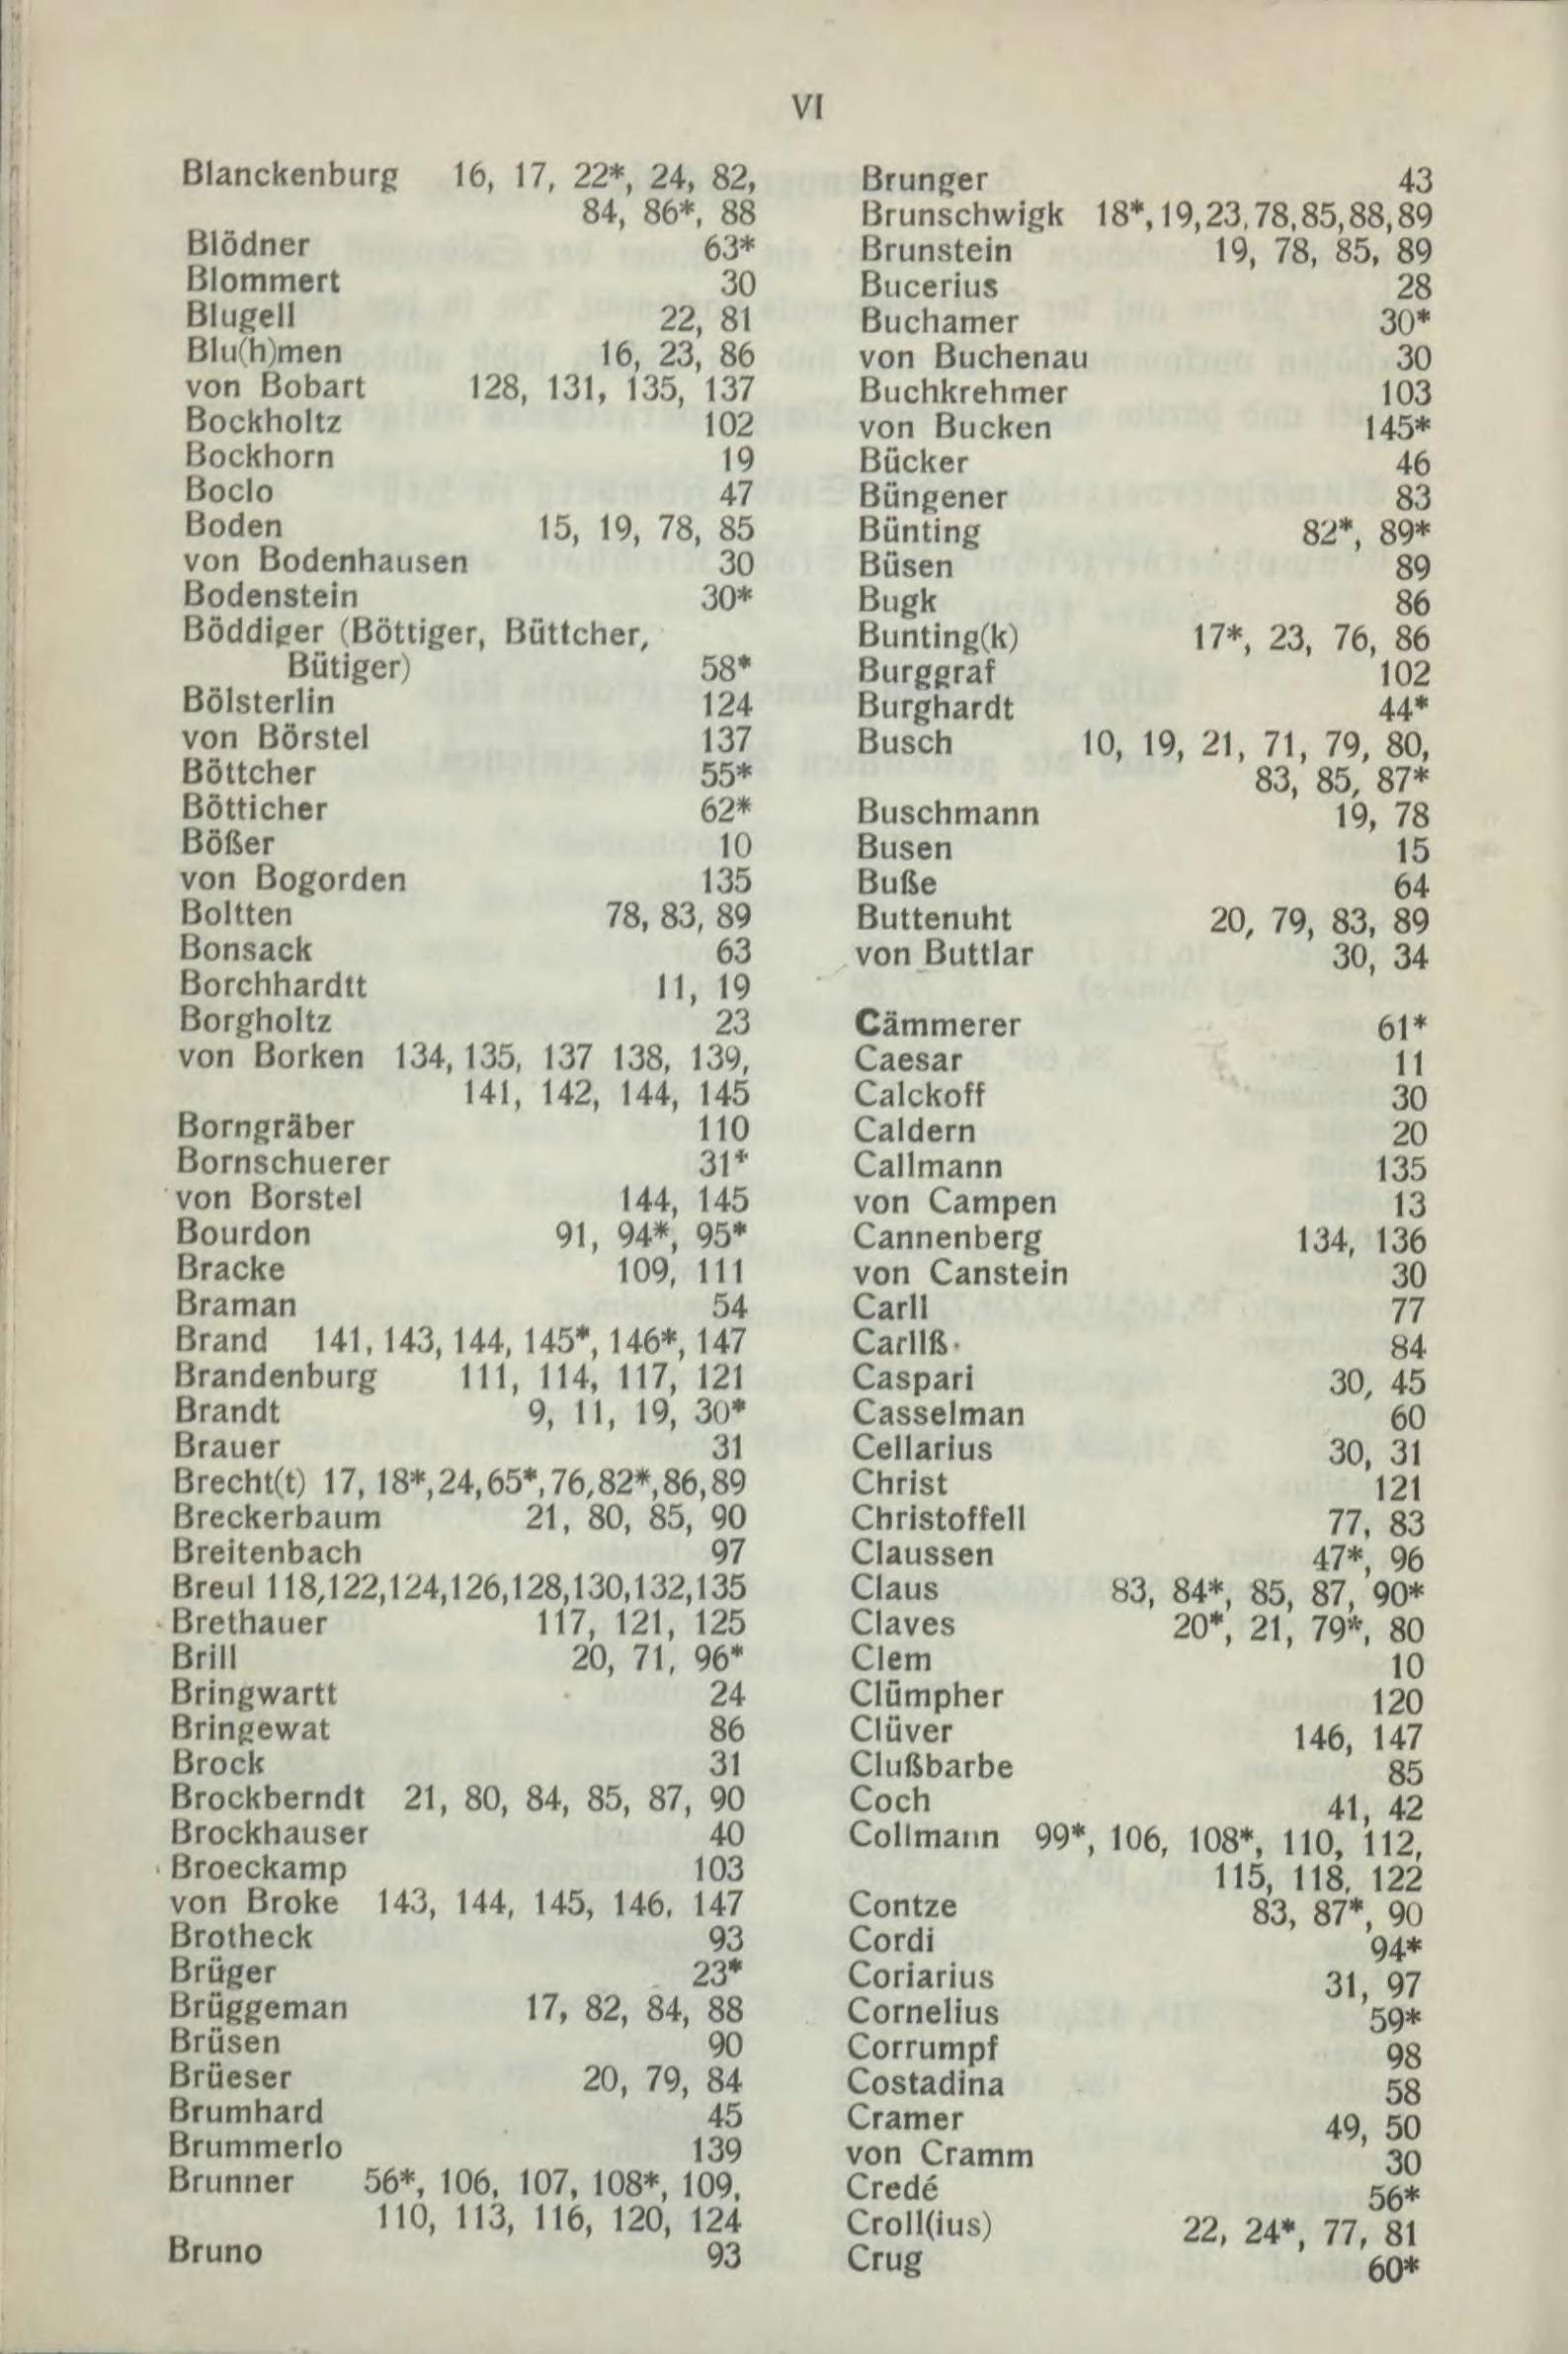 VI
Blanckenburg 16, 17, 22*, 24, 82,
84, 86*, 88
Blödner 63*
Blommert 30
Blugell 22, 81
Blu(h)men 16, 23, 86
von Bobart 128, 131, 135, 137
Bockholtz 102
Bockhorn 19
Boclo 47
Boden 15, 19, 78, 85
von Bodenhausen 30
Bodenstein 30*
Böddiger (Böttiger, Büttcher,
Bütiger) 58*
Bölsterlin 124
von Börstel 137
Böttcher 55*
Bötticher 62*
Bößer 10
von Bogorden 135
Boltten 78, 83, 89
Bonsack 63
Borchhardtt 11, 19
Borgholtz 23
von Borken 134, 135, 137 138, 139,
141, 142, 144, 145
Borngräber 110
Bornschuerer 31*
von Borstel 144, 145
Bourdon 91, 94*, 95*
Bracke 109, 111
Braman 54
Brand 141, 143, 144, 145*, 146*, 147
Brandenburg 111, 114, 117, 121
Brandt 9, 11, 19, 30*
Brauer 31
Brecht(t) 17, 18*, 24, 65*, 76, 82*, 86, 89
Breckerbaum 21, 80, 85, 90
Breitenbach 97
Breul 118,122,124,126,128,130,132,135
Brethauer 117, 121, 125
Brill 20, 71, 96*
Bringwartt 24
Bringewat 86
Brock 31
Brockberndt 21, 80, 84, 85, 87, 90
Brockhauser 40
Broeckamp 103
von Broke 143, 144, 145, 146, 147
Brotheck 93
Brüger 23*
Brüggeman 17, 82, 84, 88
Brüsen 90
Brüeser 20, 79, 84
Brumhard 45
Brummerlo 139
Brunner 56*, 106, 107, 108*, 109,
110, 113, 116, 120, 124
Bruno 93
Brunger 43
Brunschwigk 18*, 19, 23, 78, 85, 88, 89
Brunstein 19, 78, 85, 89
Bucerius 28
Buchamer 30*
von Buchenau 30
Buchkrehmer 103
von Bucken 145*
Bücker 46
Büngener 83
Bünting 82*, 89*
Büsen 89
Bugk 86
Bunting(k) 17*, 23, 76, 86
Burggraf 102
Burghardt 44*
Busch 10, 19, 21, 71, 79, 80,
83, 85, 87*
Buschmann 19, 78
Busen 15
Buße 64
Buttenuht 20, 79, 83, 89
von Buttlar 30, 34
Cämmerer 61*
Caesar 11
Calckoff 30
Caldern 20
Callmann 135
von Campen 13
Cannenberg 134, 136
von Canstein 30
Carll 77
Carllß 84
Caspari 30, 45
Casselman 60
Cellarius 30, 31
Christ 121
Christoffell 77, 83
Claussen 47*, 96
Claus 83, 84*, 85, 87, 90*
Claves 20*, 21, 79*, 80
Clem 10
Clümpher 120
Clüver 146, 147
Clußbarbe 85
Coch 41, 42
Collmann 99*, 106, 108*, 110, 112,
115, 118, 122
Contze 83, 87*, 90
Cordi 94*
Coriarius 31, 97
Cornelius 59*
Corrumpf 98
Costadina 58
Cramer 49, 50
von Cramm 30
Credé 56*
Croll(ius) 22, 24*, 77, 81
Crug 60*